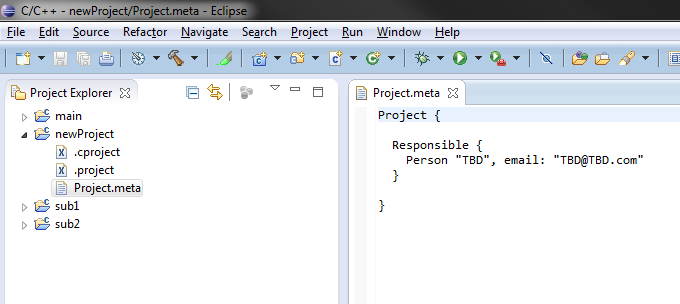 C/C++ - newProject/Project.meta - Eclipse
File Edit Source Refactor Navigate Search Project Run Window Help
Project Explorer
main
newProject
.cproject
.project
Project.meta
sub1
sub2
Project.meta
Project {
Responsible {
Person "TBD", email: "TBD@TBD.com"
}
}